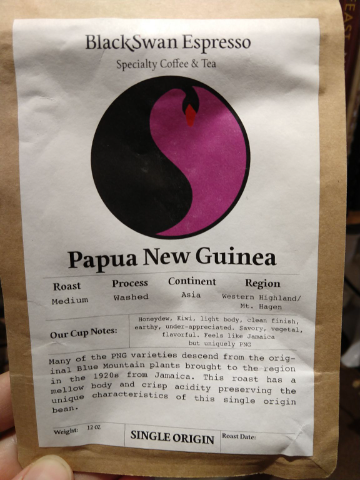 BlackSwan Espresso
Specialty Coffee & Tea
Papua New Guinea
Roast Process Continent Region
Medium Washed Asia Western Highland/
Mt. Hagen
Our Cup Notes:
Honeydew, Kiwi, light body, clean finish,
earthy, under-appreciated. Savory, vegetal,
flavorful. Feels like Jamaica
but uniquely PNG
Many of the PNG varieties descend from the orig-
inal Blue Mountain plants brought to the region
in the 1920s from Jamaica. This roast has a
mellow body and crisp acidity preserving the
unique characteristics of this single origin
bean.
Weight: 12 oz. SINGLE ORIGIN Roast Date: